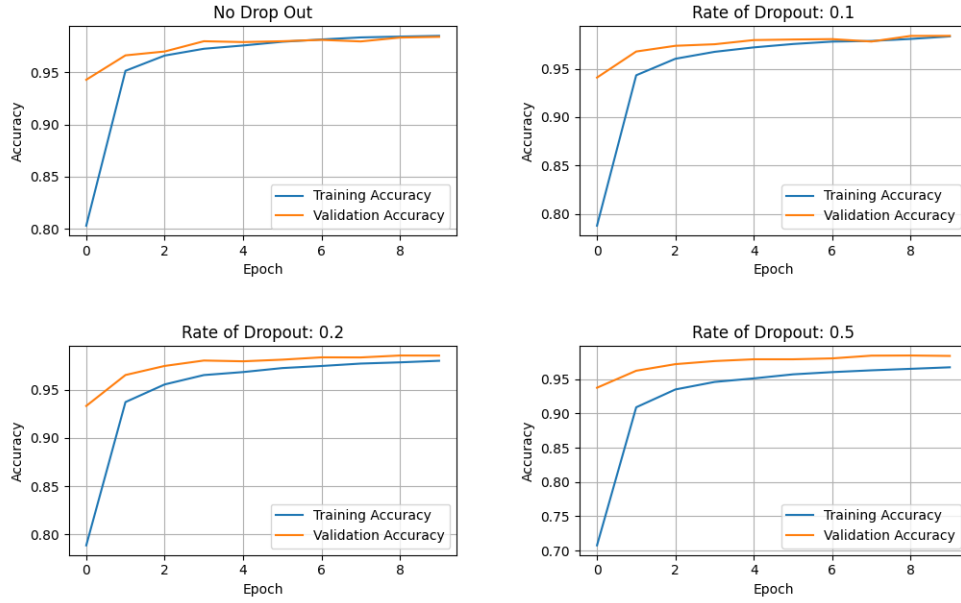 No Drop Out
Accuracy
0.95
0.90
0.85
0.80
0 2 4 6 8
Epoch
Training Accuracy
Validation Accuracy
Rate of Dropout: 0.1
Accuracy
0.95
0.90
0.85
0.80
0 2 4 6 8
Epoch
Training Accuracy
Validation Accuracy
Rate of Dropout: 0.2
Accuracy
0.95
0.90
0.85
0.80
0 2 4 6 8
Epoch
Training Accuracy
Validation Accuracy
Rate of Dropout: 0.5
Accuracy
0.95
0.90
0.85
0.80
0.75
0.70
0 2 4 6 8
Epoch
Training Accuracy
Validation Accuracy